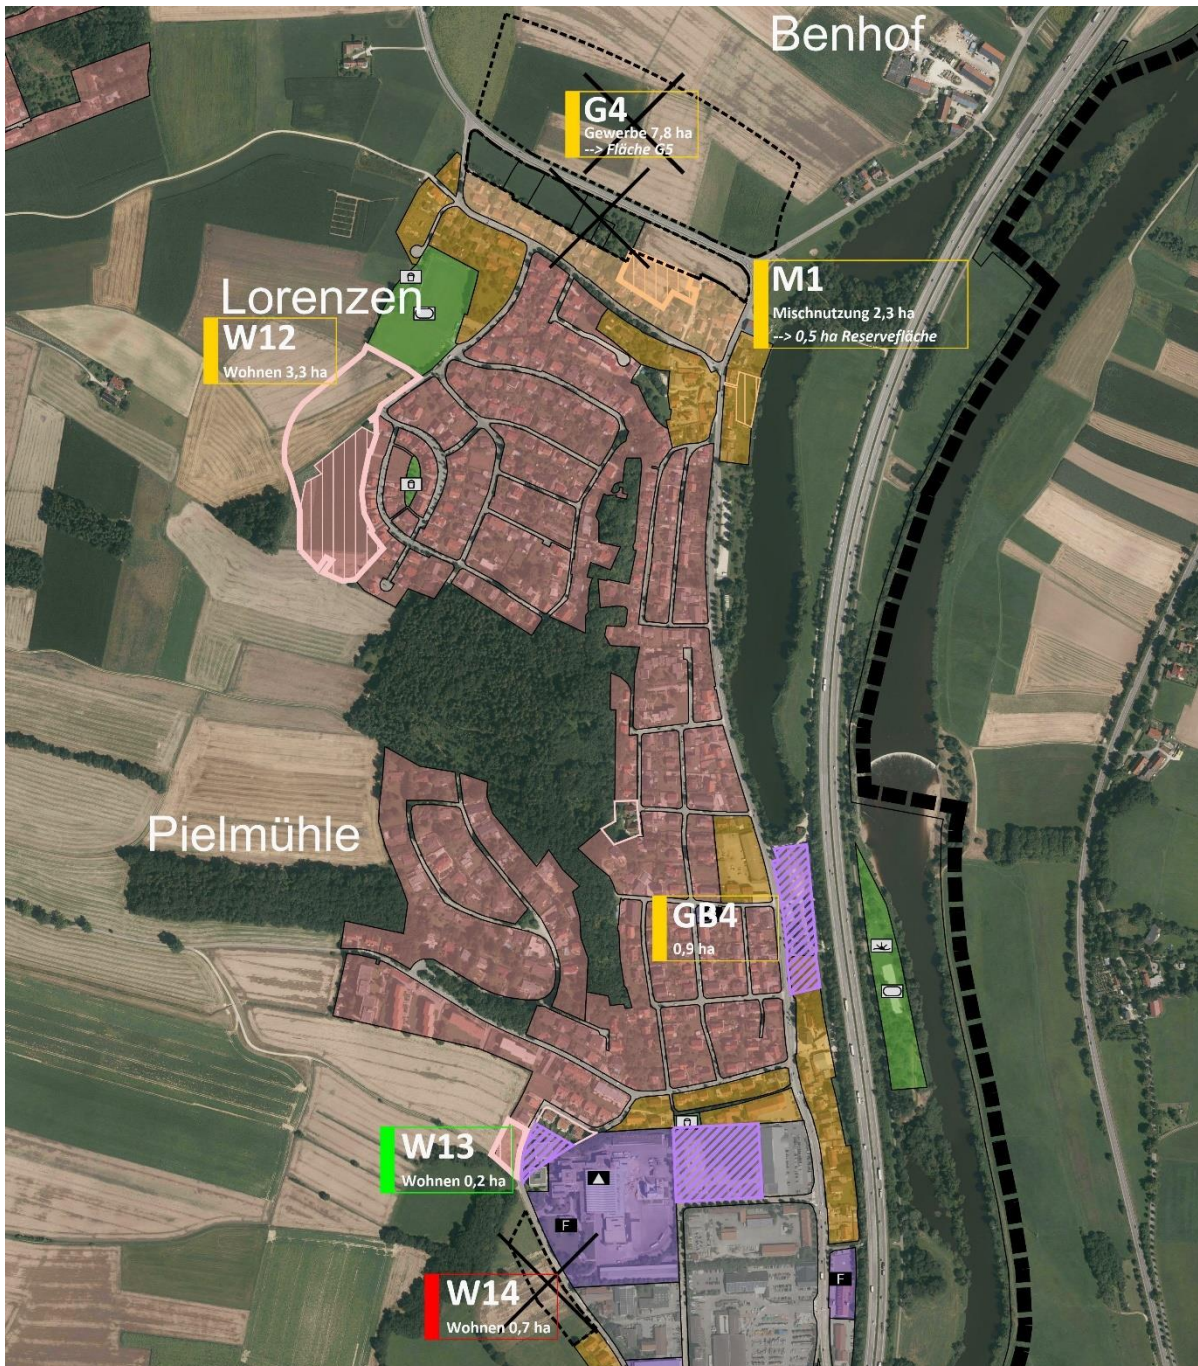 Benhof
G4
Gewerbe 7,8 ha
--> Fläche G5
M1
Mischnutzung 2,3 ha
--> 0,5 ha Reservefläche
Lorenzen
W12
Wohnen 3,3 ha
Pielmühle
GB4
0,9 ha
W13
Wohnen 0,2 ha
F
W14
Wohnen 0,7 ha
F